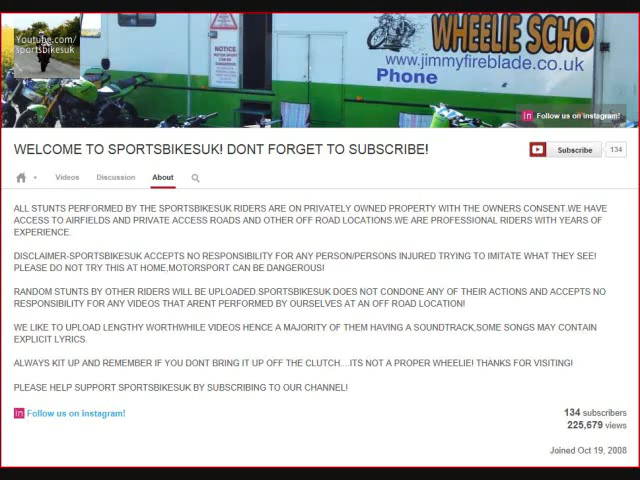 Youtube.com/
sportsbikesuk
NOTICE
WHEELIE SCHO
www.jimmyfireblade.co.uk
Phone
Follow us on instagram!
WELCOME TO SPORTSBIKESUK! DONT FORGET TO SUBSCRIBE!
Subscribe 134
Videos Discussion About
ALL STUNTS PERFORMED BY THE SPORTSBIKESUK RIDERS ARE ON PRIVATELY OWNED PROPERTY WITH THE OWNERS CONSENT.WE HAVE
ACCESS TO AIRFIELDS AND PRIVATE ACCESS ROADS AND OTHER OFF ROAD LOCATIONS.WE ARE PROFESSIONAL RIDERS WITH YEARS OF
EXPERIENCE.
DISCLAIMER-SPORTSBIKESUK ACCEPTS NO RESPONSIBILITY FOR ANY PERSON/PERSONS INJURED TRYING TO IMITATE WHAT THEY SEE!
PLEASE DO NOT TRY THIS AT HOME,MOTORSPORT CAN BE DANGEROUS!
RANDOM STUNTS BY OTHER RIDERS WILL BE UPLOADED.SPORTSBIKESUK DOES NOT CONDONE ANY OF THEIR ACTIONS AND ACCEPTS NO
RESPONSIBILITY FOR ANY VIDEOS THAT ARENT PERFORMED BY OURSELVES AT AN OFF ROAD LOCATION!
WE LIKE TO UPLOAD LENGTHY WORTHWHILE VIDEOS HENCE A MAJORITY OF THEM HAVING A SOUNDTRACK,SOME SONGS MAY CONTAIN
EXPLICIT LYRICS.
ALWAYS KIT UP AND REMEMBER IF YOU DONT BRING IT UP OFF THE CLUTCH....ITS NOT A PROPER WHEELIE! THANKS FOR VISITING!
PLEASE HELP SUPPORT SPORTSBIKESUK BY SUBSCRIBING TO OUR CHANNEL!
Follow us on instagram!
134 subscribers
225,679 views
Joined Oct 19, 2008